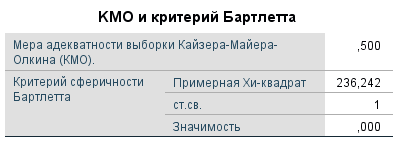 КМО и критерий Бартлетта
Мера адекватности выборки Кайзера-Майера-
Олкина (КМО). ,500
Критерий сферичности Примерная Хи-квадрат 236,242
Бартлетта
ст.св. 1
Значимость ,000